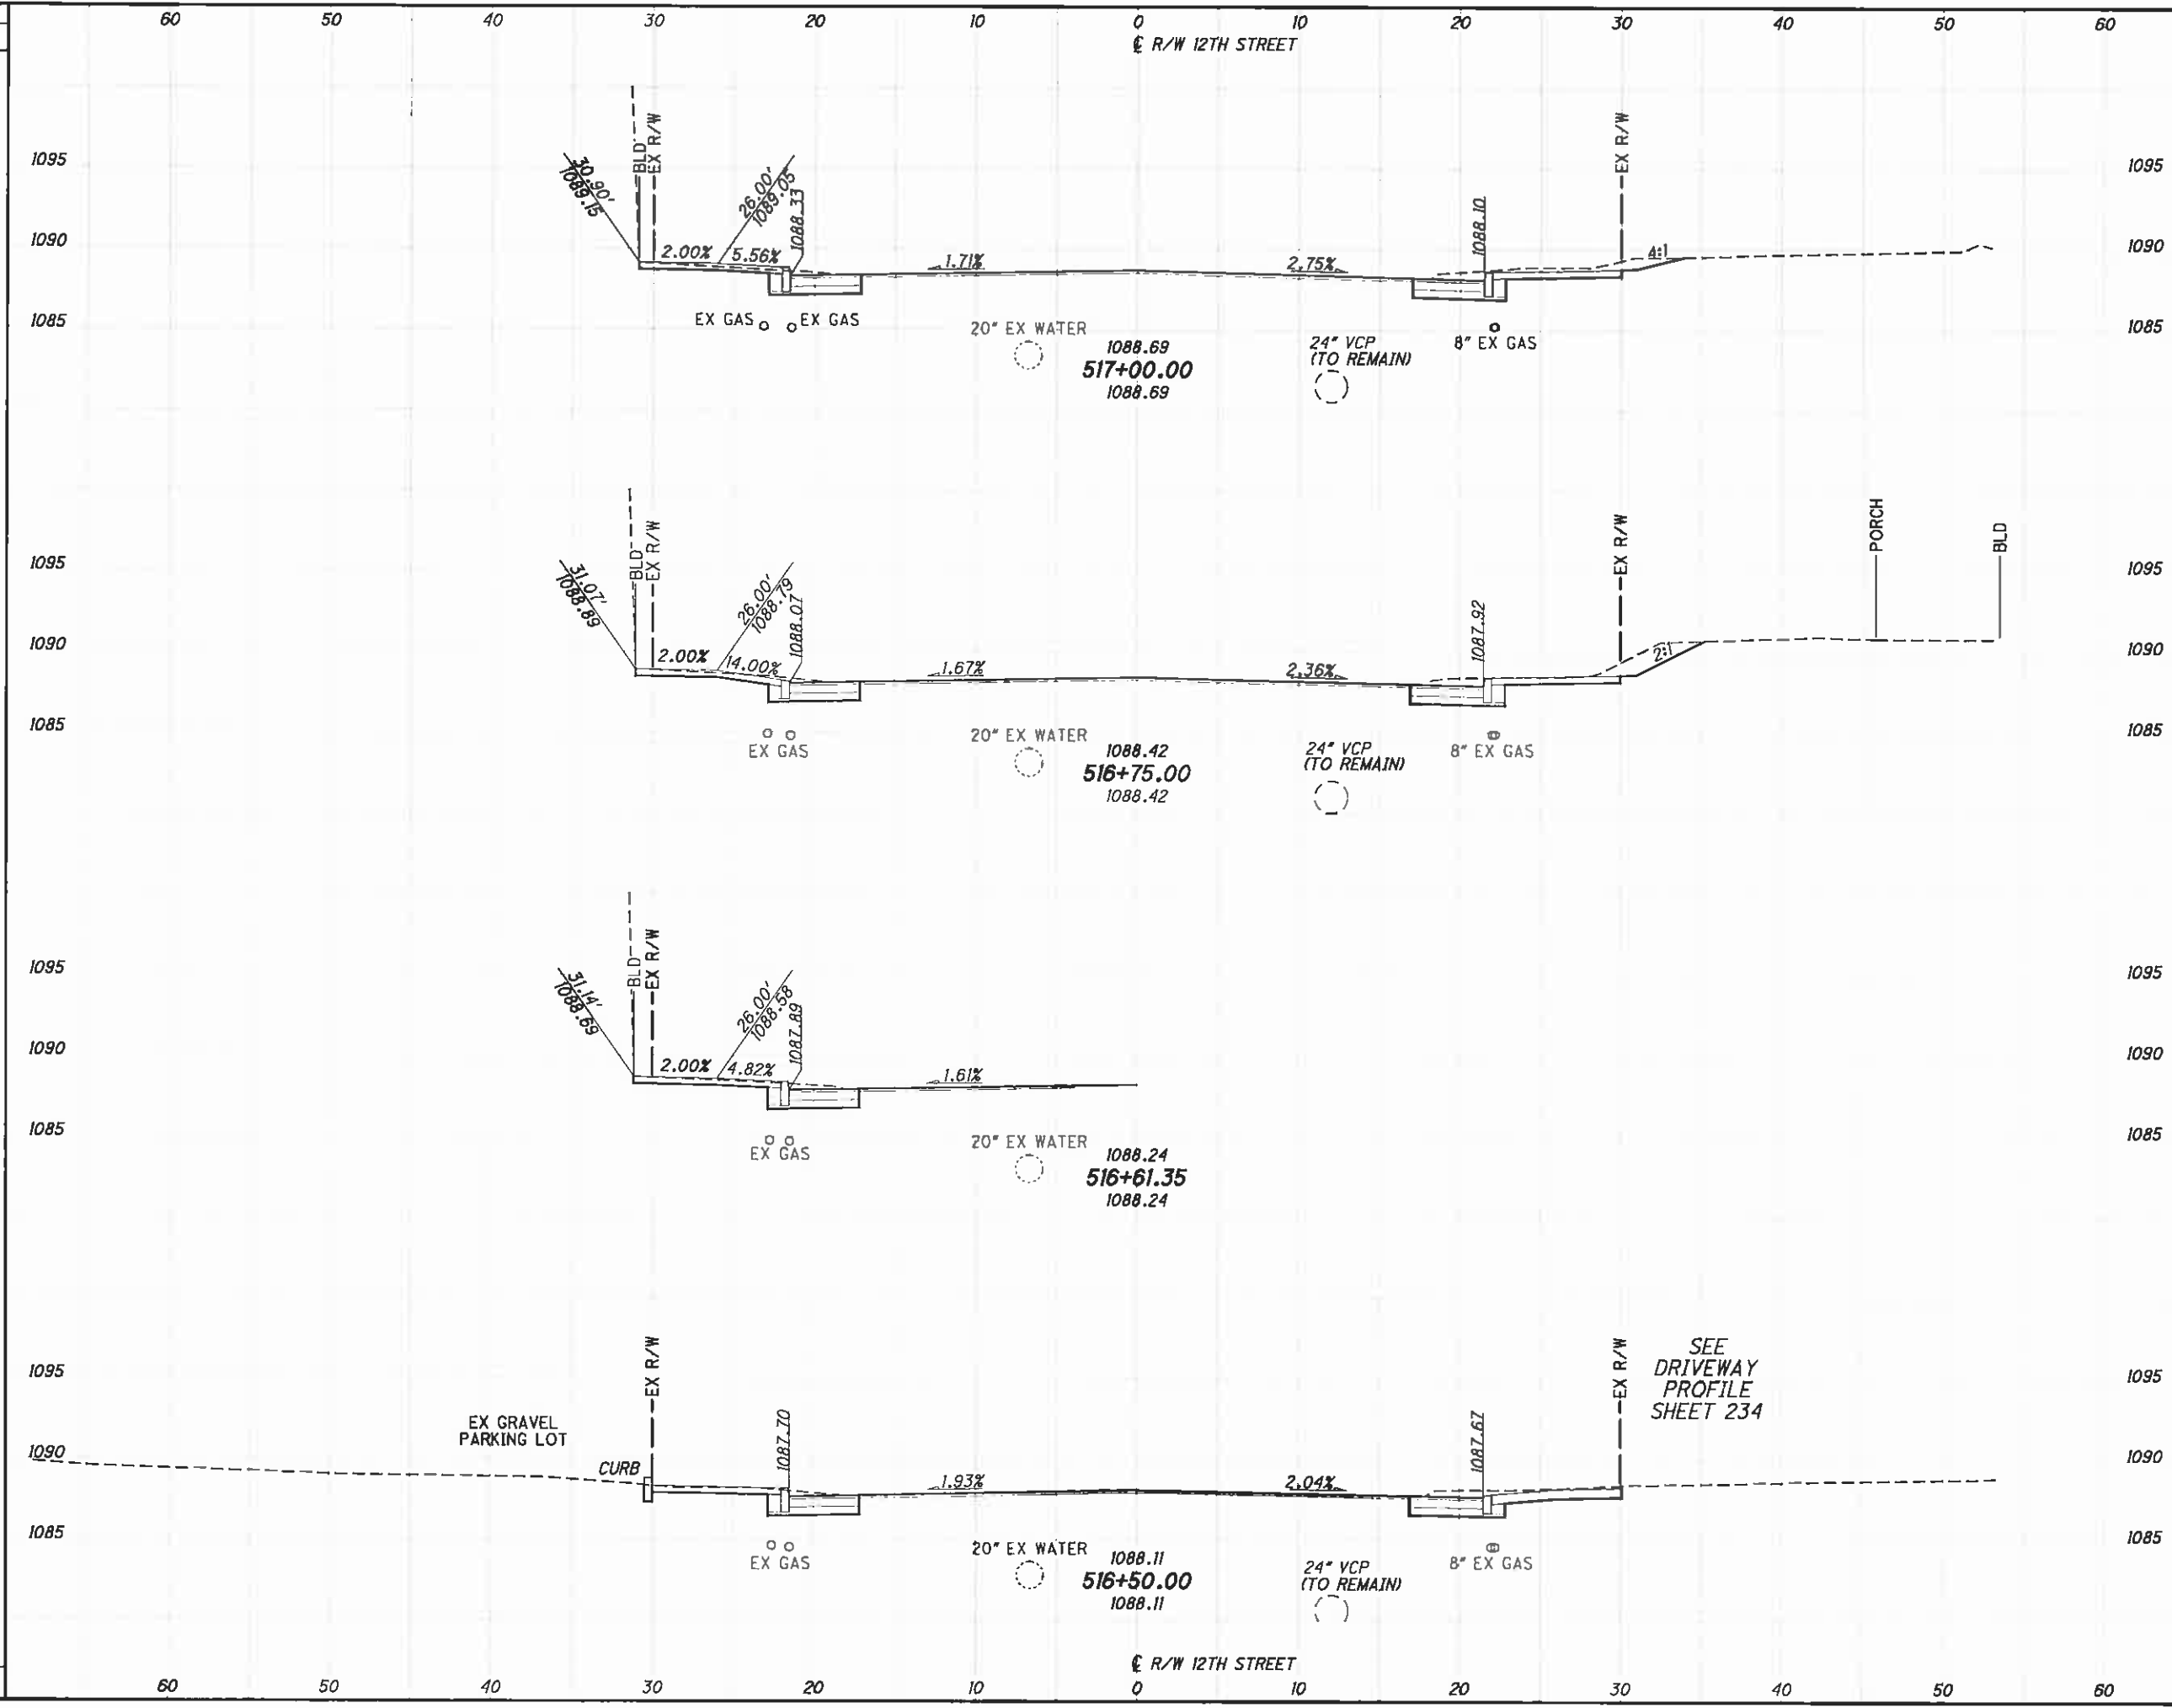 60 50 40 30 20 10 0 10 20 30 40 50 60
℄ R/W 12TH STREET
1095 1095
1090 1090
1085 1085
30.90'
1089.15
BLD
EX R/W
26.00'
1089.05
1088.33
2.00% 5.56% 1.71% 2.75%
1088.10
EX R/W
4:1
EX GAS EX GAS
20" EX WATER
1088.69
517+00.00
1088.69
24" VCP
(TO REMAIN)
8" EX GAS
1095 1095
1090 1090
1085 1085
31.07'
1088.89
BLD
EX R/W
26.00'
1088.79
1088.07
2.00% 14.00% 1.67% 2.36%
1087.92
EX R/W
2:1
PORCH
BLD
EX GAS
20" EX WATER
1088.42
516+75.00
1088.42
24" VCP
(TO REMAIN)
8" EX GAS
1095 1095
1090 1090
1085 1085
31.14'
1088.69
BLD
EX R/W
26.00'
1088.58
1087.89
2.00% 4.82% 1.61%
EX GAS
20" EX WATER
1088.24
516+61.35
1088.24
1095 1095
1090 1090
1085 1085
EX GRAVEL
PARKING LOT
CURB
EX R/W
1087.70
1.93% 2.04%
1087.67
EX R/W
SEE
DRIVEWAY
PROFILE
SHEET 234
EX GAS
20" EX WATER
1088.11
516+50.00
1088.11
24" VCP
(TO REMAIN)
8" EX GAS
℄ R/W 12TH STREET
60 50 40 30 20 10 0 10 20 30 40 50 60